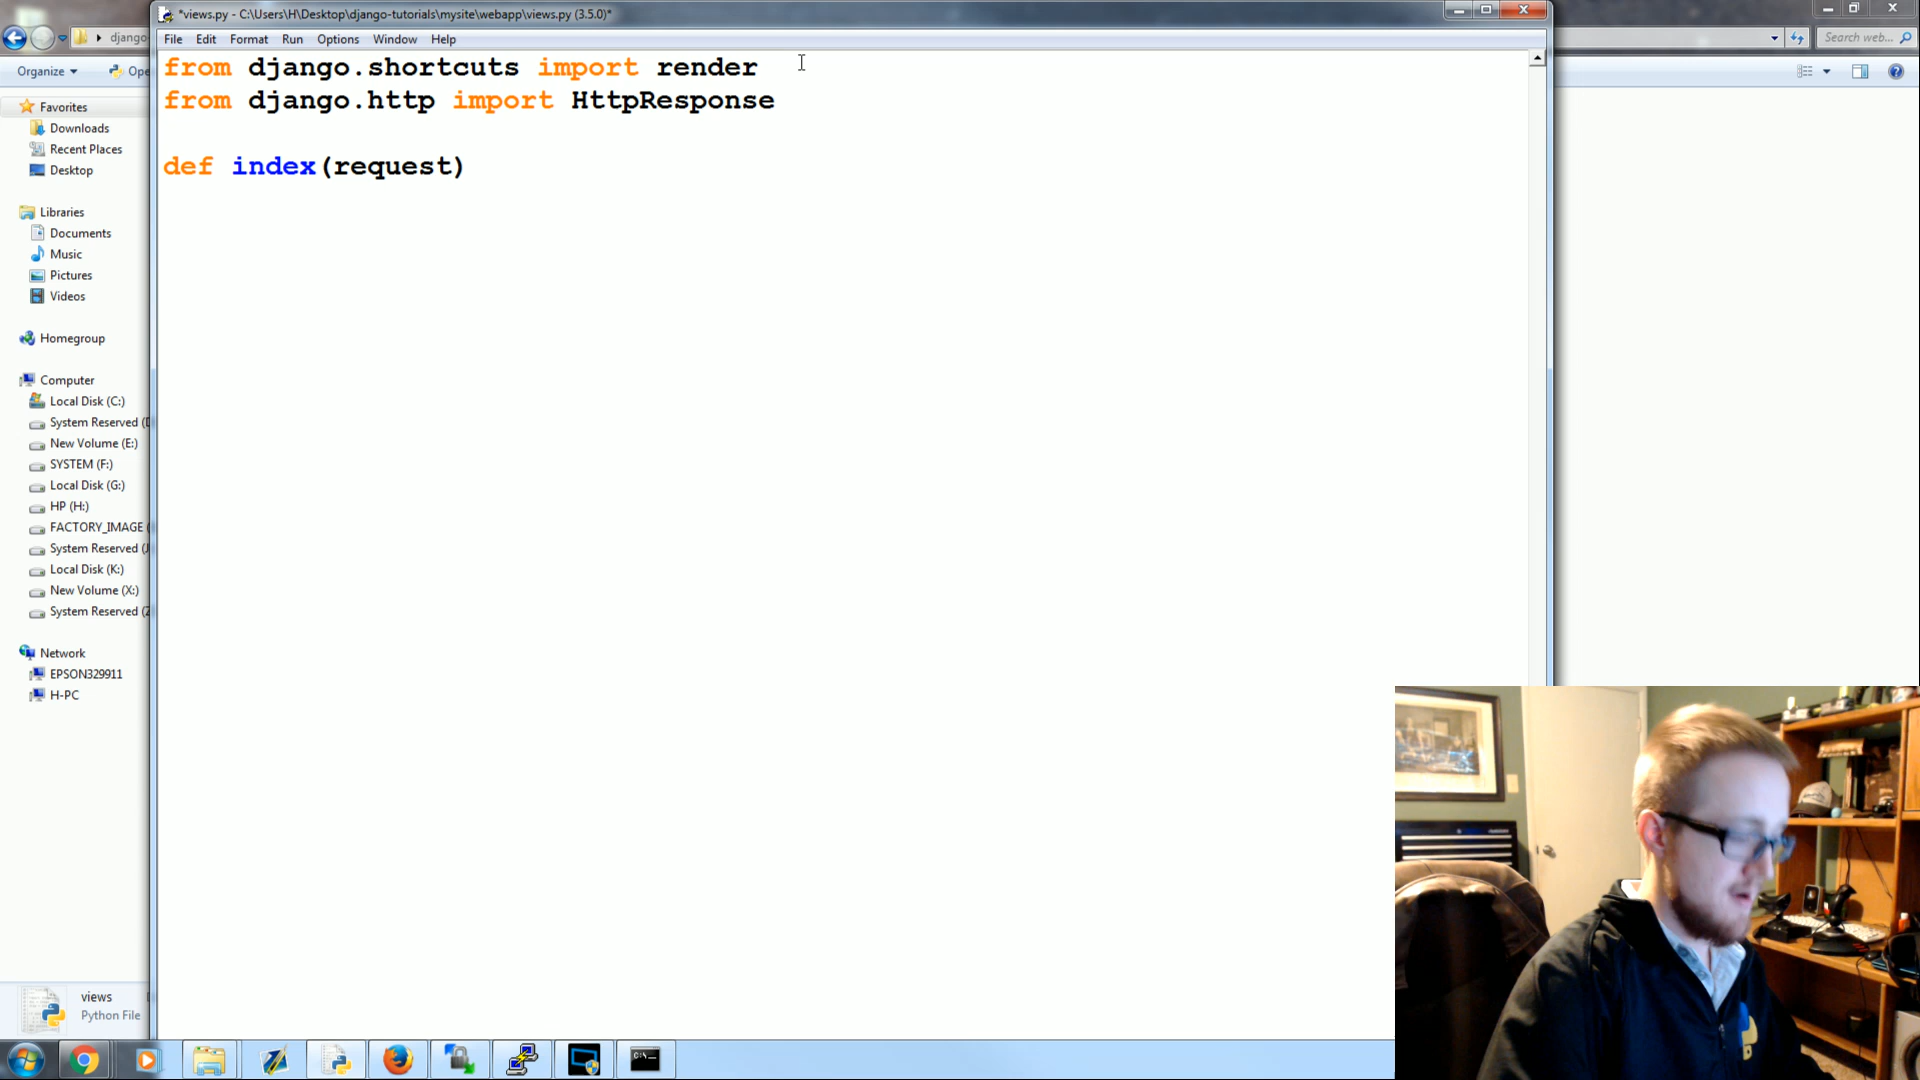 *views.py - C:\Users\H\Desktop\django-tutorials\mysite\webapp\views.py (3.5.0)*
django
Search web...
File Edit Format Run Options Window Help
Organize
Ope
from django.shortcuts import render
from django.http import HttpResponse
def index(request)
Favorites
Downloads
Recent Places
Desktop
Libraries
Documents
Music
Pictures
Videos
Homegroup
Computer
Local Disk (C:)
System Reserved (D
New Volume (E:)
SYSTEM (F:)
Local Disk (G:)
HP (H:)
FACTORY_IMAGE (
System Reserved (J
Local Disk (K:)
New Volume (X:)
System Reserved (Z
Network
EPSON329911
H-PC
views
Python File
C:\_